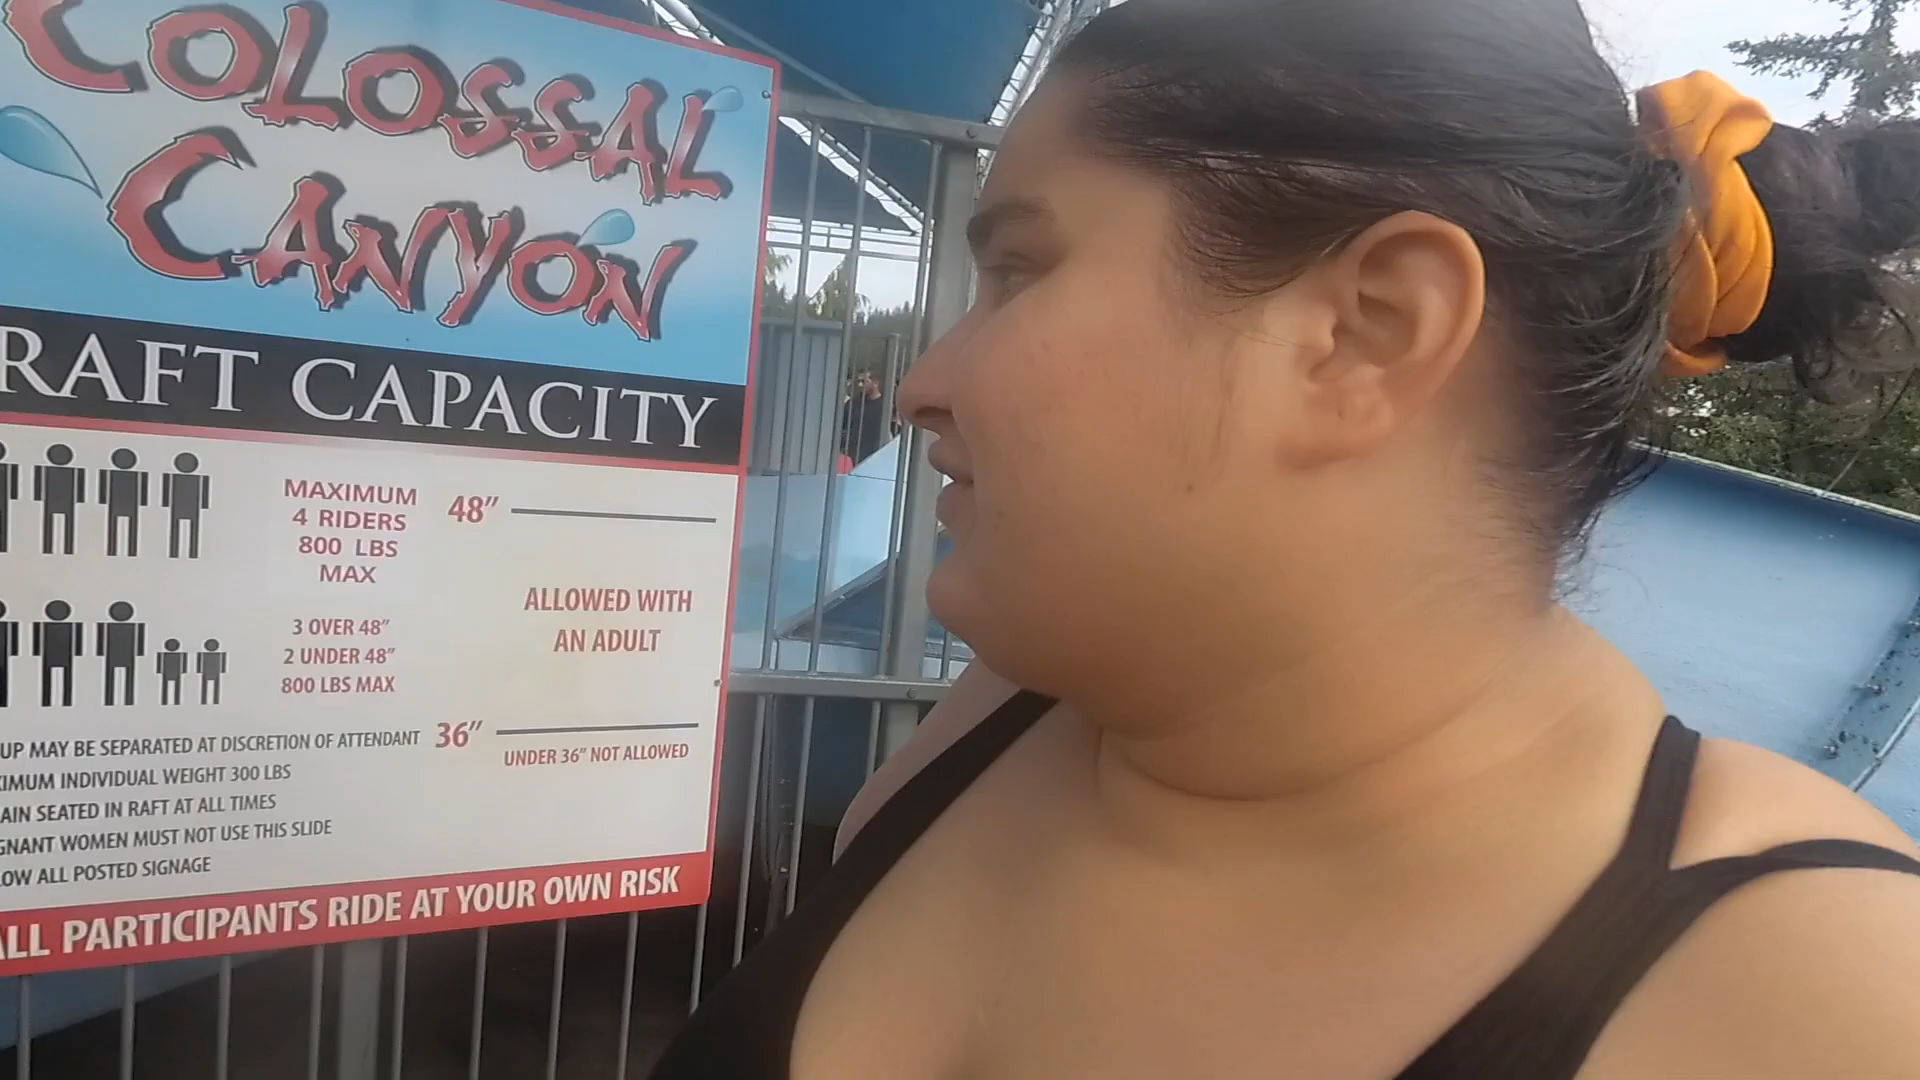 COLOSSAL
CANYON
RAFT CAPACITY
MAXIMUM
4 RIDERS
800 LBS
MAX
48"
ALLOWED WITH
AN ADULT
3 OVER 48"
2 UNDER 48"
800 LBS MAX
36"
UNDER 36" NOT ALLOWED
UP MAY BE SEPARATED AT DISCRETION OF ATTENDANT
IMUM INDIVIDUAL WEIGHT 300 LBS
AIN SEATED IN RAFT AT ALL TIMES
GNANT WOMEN MUST NOT USE THIS SLIDE
OW ALL POSTED SIGNAGE
ALL PARTICIPANTS RIDE AT YOUR OWN RISK